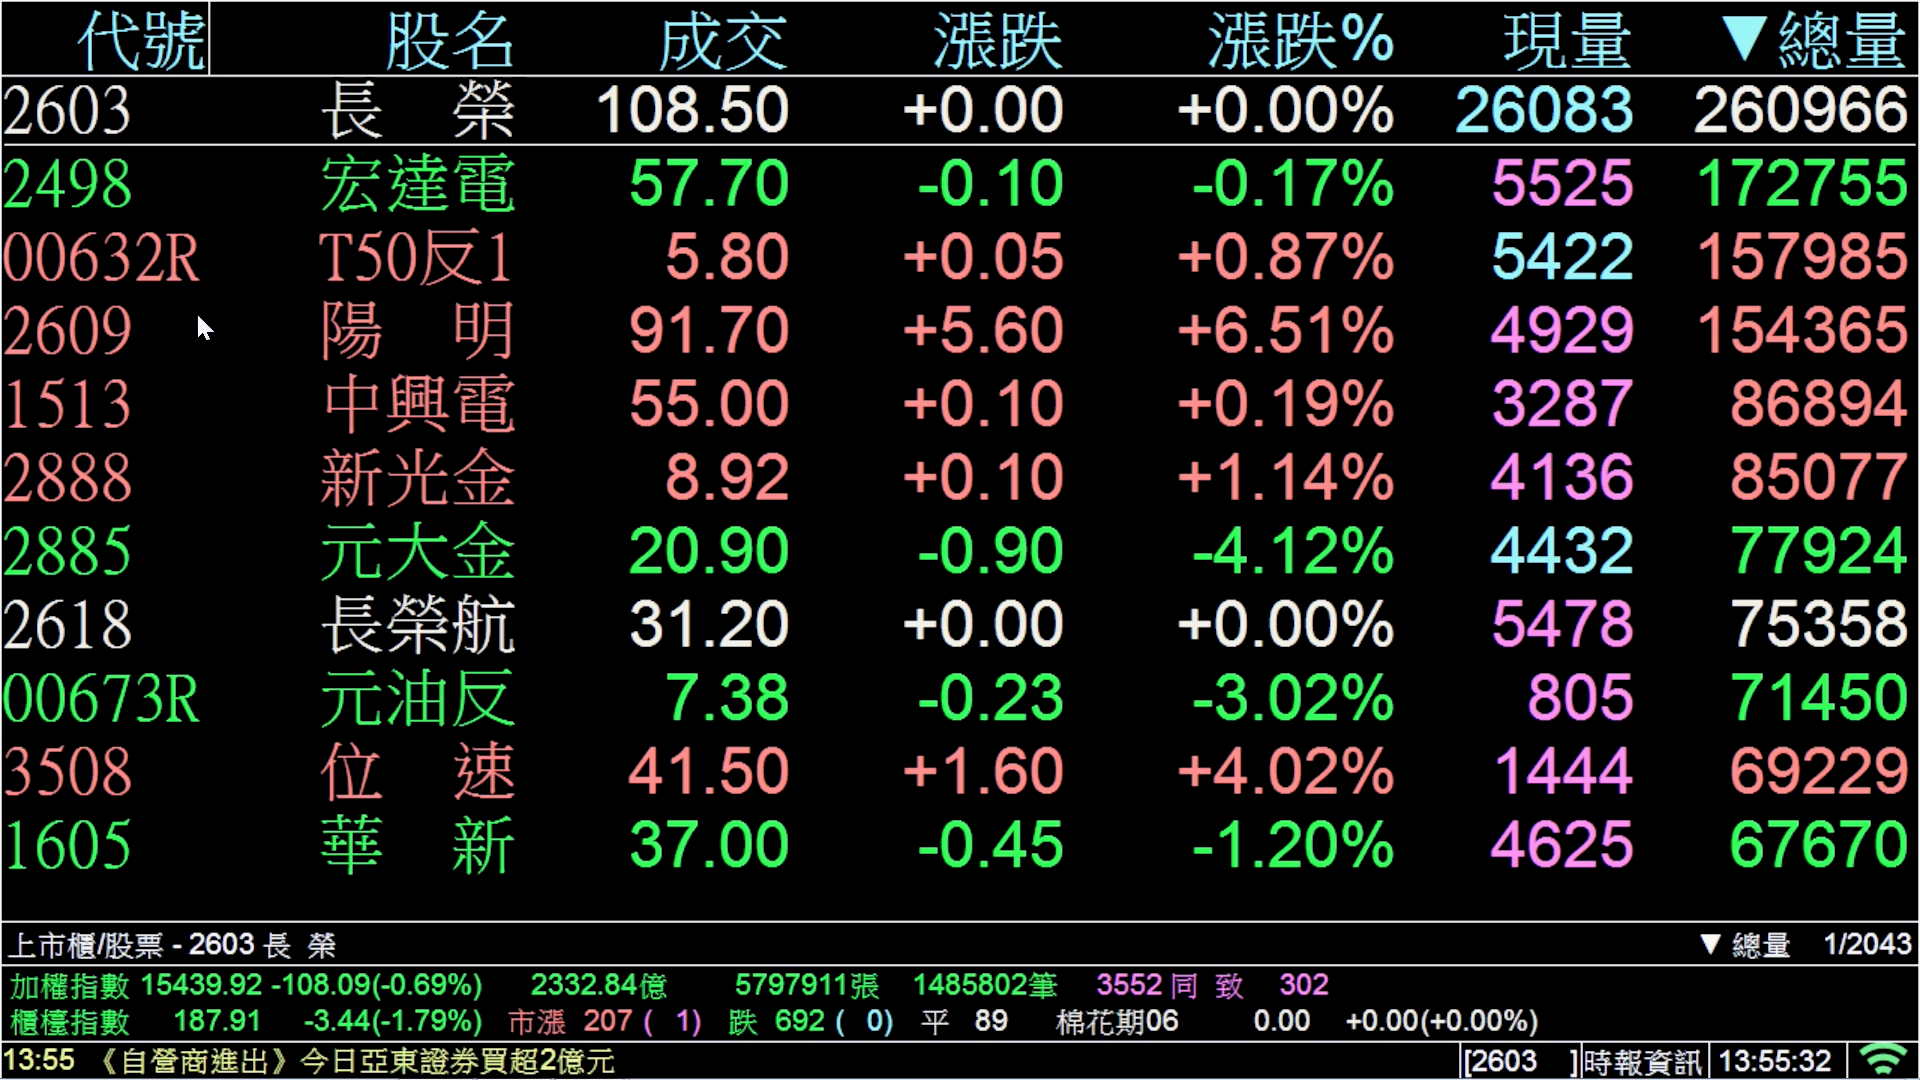 代號 股名 成交 漲跌 漲跌% 現量 ▼總量
2603 長 榮 108.50 +0.00 +0.00% 26083 260966
2498 宏達電 57.70 -0.10 -0.17% 5525 172755
00632R T50反1 5.80 +0.05 +0.87% 5422 157985
2609 陽 明 91.70 +5.60 +6.51% 4929 154365
1513 中興電 55.00 +0.10 +0.19% 3287 86894
2888 新光金 8.92 +0.10 +1.14% 4136 85077
2885 元大金 20.90 -0.90 -4.12% 4432 77924
2618 長榮航 31.20 +0.00 +0.00% 5478 75358
00673R 元油反 7.38 -0.23 -3.02% 805 71450
3508 位 速 41.50 +1.60 +4.02% 1444 69229
1605 華 新 37.00 -0.45 -1.20% 4625 67670
上市櫃/股票 - 2603 長 榮 ▼ 總量 1/2043
加權指數 15439.92 -108.09(-0.69%) 2332.84億 5797911張 1485802筆 3552 同 致 302
櫃檯指數 187.91 -3.44(-1.79%) 市漲 207 ( 1) 跌 692 ( 0) 平 89 棉花期06 0.00 +0.00(+0.00%)
13:55 《自營商進出》今日亞東證券買超2億元 [2603 ]時報資訊 13:55:32